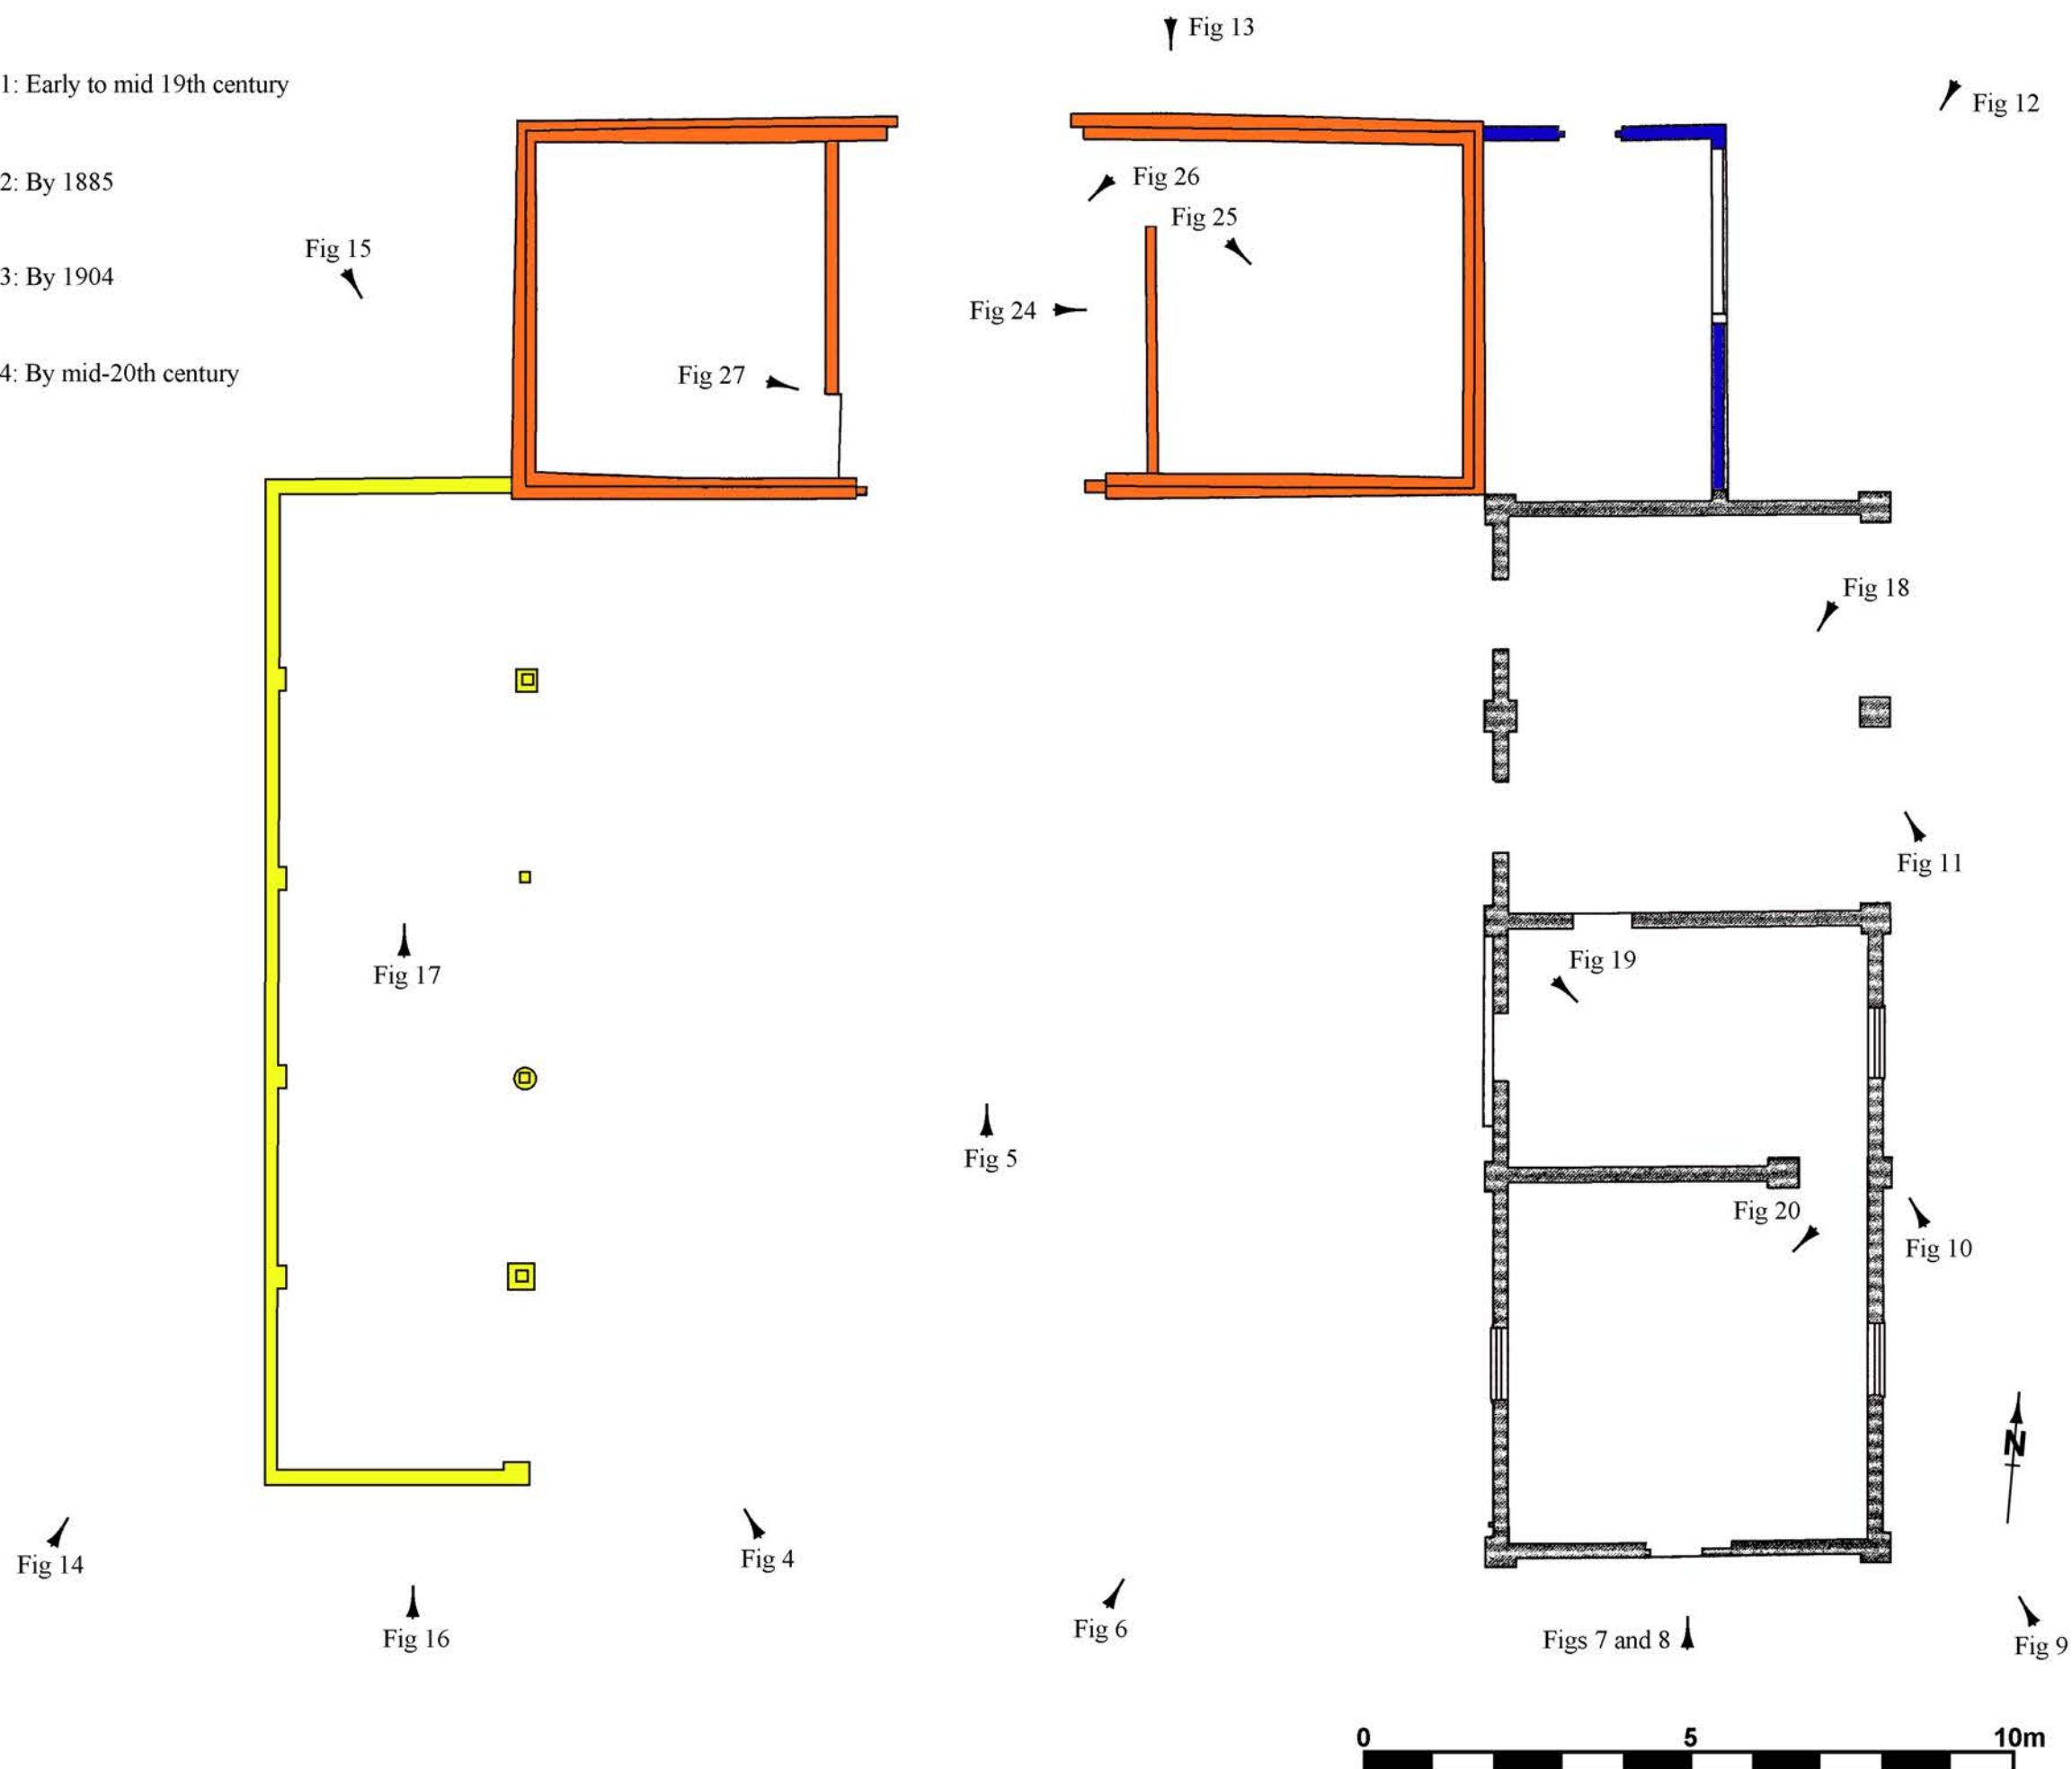 Fig 13
1: Early to mid 19th century
Fig 12
2: By 1885
Fig 26
Fig 25
Fig 15
3: By 1904
Fig 24
4: By mid-20th century
Fig 27
Fig 18
Fig 11
Fig 17
Fig 19
Fig 5
Fig 20
Fig 10
N
Fig 14
Fig 4
Fig 16
Fig 6
Figs 7 and 8
Fig 9
0 5 10m